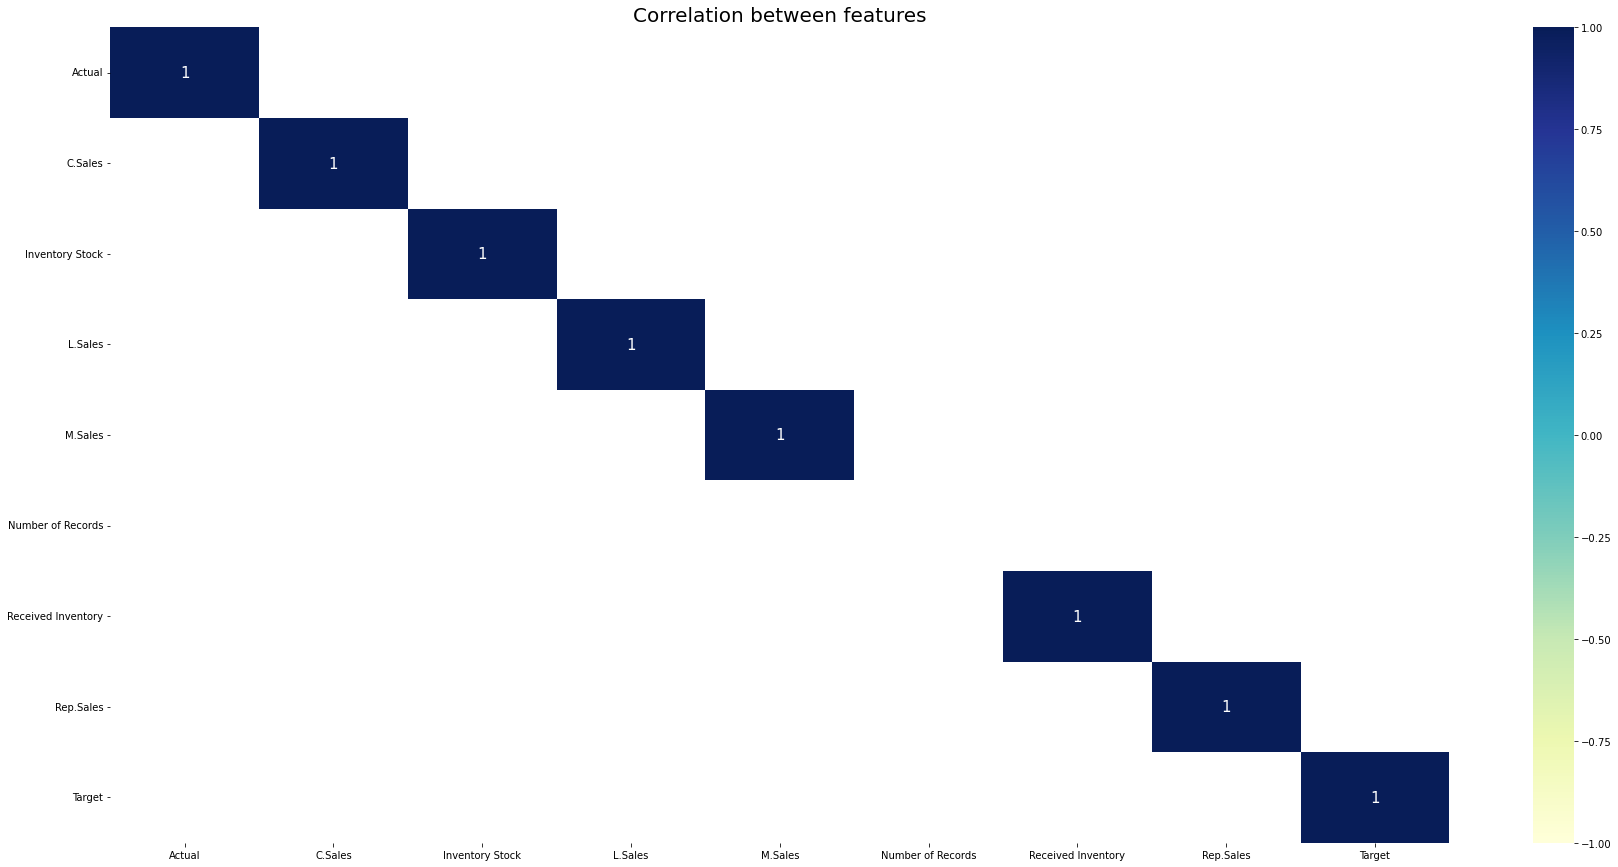 Correlation between features
Actual
1
C.Sales
1
Inventory Stock
1
L.Sales
1
M.Sales
1
Number of Records
Received Inventory
1
Rep.Sales
1
Target
1
Actual
C.Sales
Inventory Stock
L.Sales
M.Sales
Number of Records
Received Inventory
Rep.Sales
Target
1.00
0.75
0.50
0.25
0.00
−0.25
−0.50
−0.75
−1.00